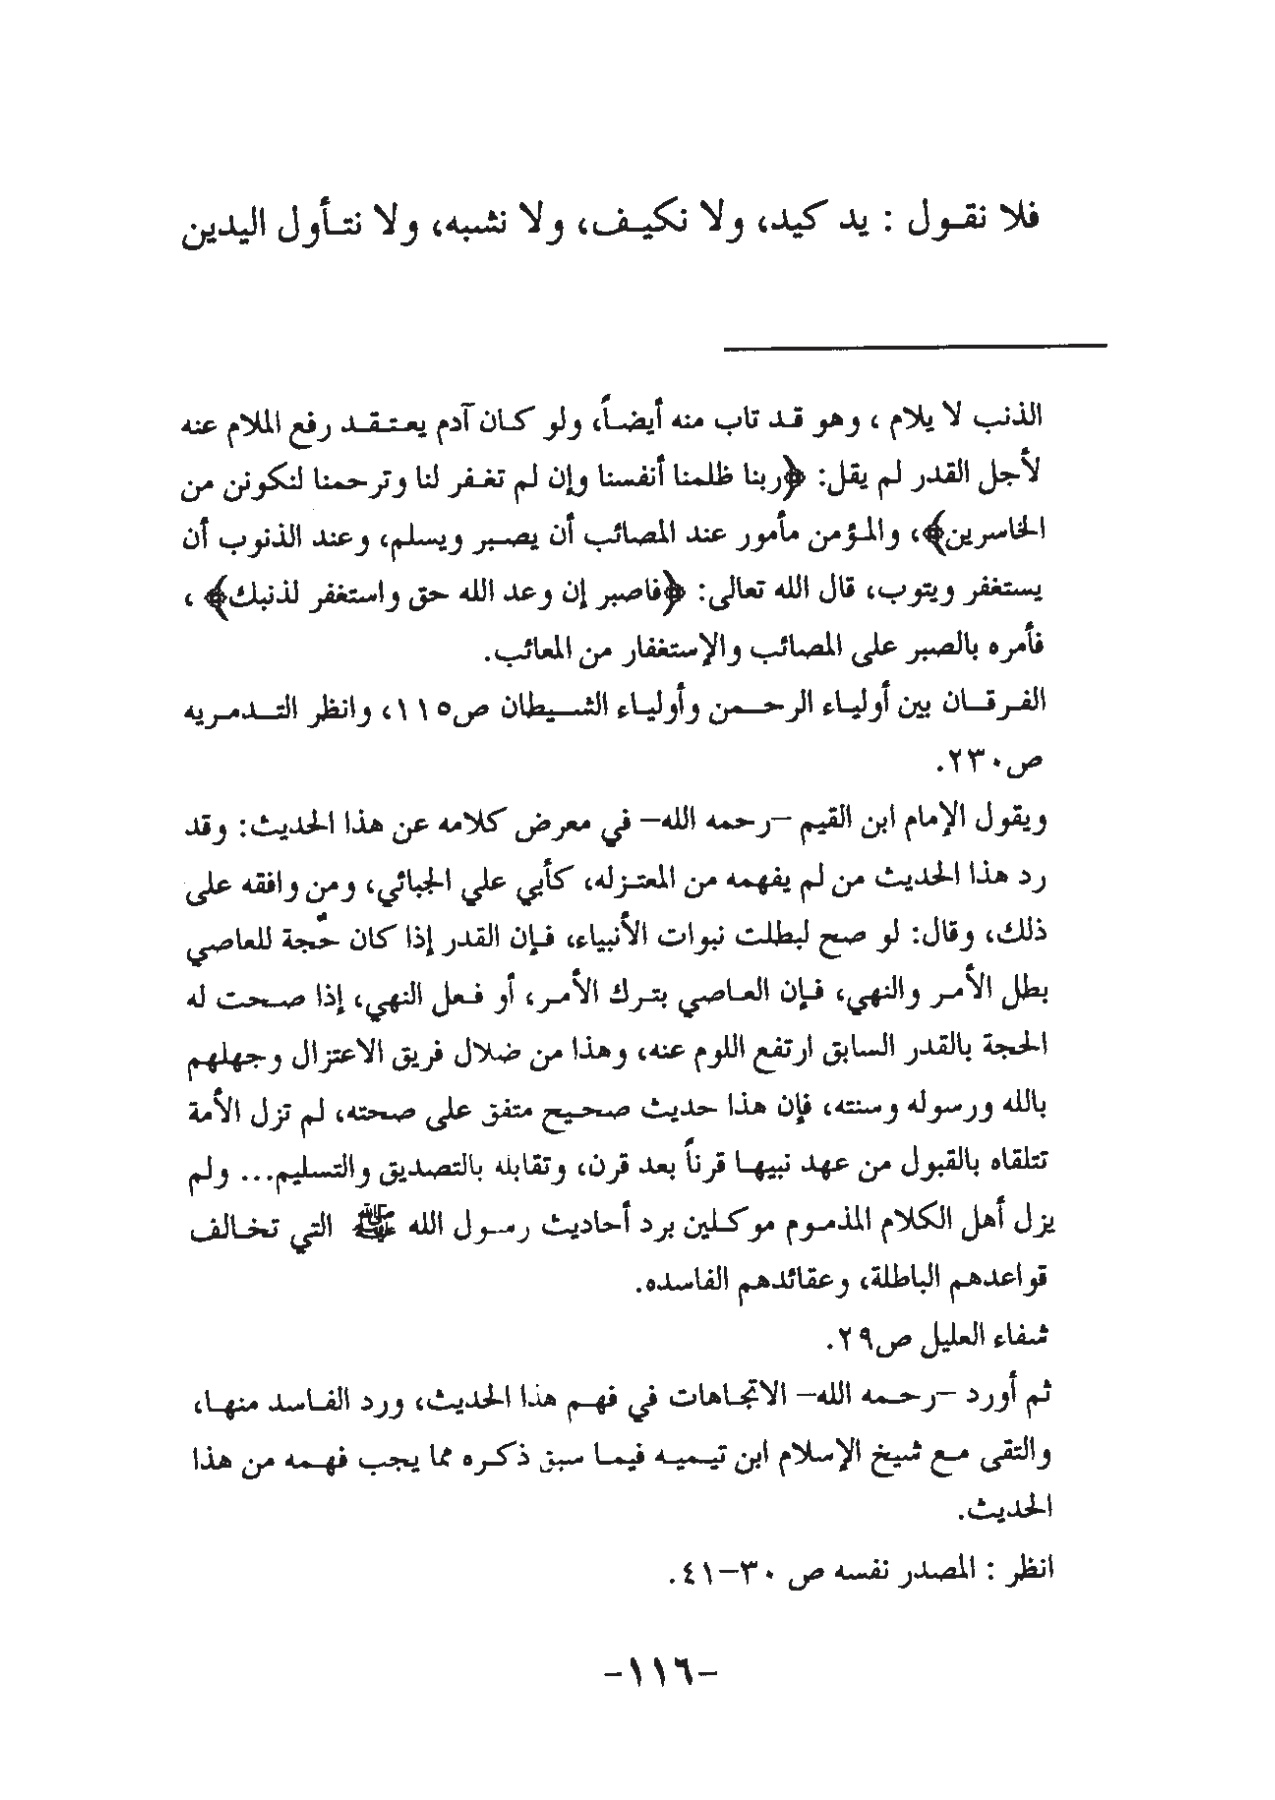 فلا نقول : يد كيد، ولا نكيف، ولا نشبه، ولا نتأول اليدين
الذنب لا يلام ، وهو قد تاب منه أيضاً، ولو كان آدم يعتقد رفع الملام عنه
لأجل القدر لم يقل: ﴿ربنا ظلمنا أنفسنا وإن لم تغفر لنا وترحمنا لنكونن من
الخاسرين﴾، والمؤمن مأمور عند المصائب أن يصبر ويسلم، وعند الذنوب أن
يستغفر ويتوب، قال الله تعالى: ﴿فاصبر إن وعد الله حق واستغفر لذنبك﴾ ،
فأمره بالصبر على المصائب والإستغفار من المعائب.
الفرقان بين أولياء الرحمن وأولياء الشيطان ص١١٥، وانظر التدمريه
ص٢٣٠.
ويقول الإمام ابن القيم –رحمه الله– في معرض كلامه عن هذا الحديث: وقد
رد هذا الحديث من لم يفهمه من المعتزله، كأبي علي الجبائي، ومن وافقه على
ذلك، وقال: لو صح لبطلت نبوات الأنبياء، فإن القدر إذا كان حُجة للعاصي
بطل الأمر والنهي، فإن العاصي بترك الأمر، أو فعل النهي، إذا صحت له
الحجة بالقدر السابق ارتفع اللوم عنه، وهذا من ضلال فريق الاعتزال وجهلهم
بالله ورسوله وسنته، فإن هذا حديث صحيح متفق على صحته، لم تزل الأمة
تتلقاه بالقبول من عهد نبيها قرناً بعد قرن، وتقابله بالتصديق والتسليم... ولم
يزل أهل الكلام المذموم موكلين برد أحاديث رسول الله ﷺ التي تخالف
قواعدهم الباطلة، وعقائدهم الفاسده.
شفاء العليل ص٢٩.
ثم أورد –رحمه الله– الاتجاهات في فهم هذا الحديث، ورد الفاسد منها،
والتقى مع شيخ الإسلام ابن تيميه فيما سبق ذكره مما يجب فهمه من هذا
الحديث.
انظر : المصدر نفسه ص ٣٠–٤١.
–١١٦–